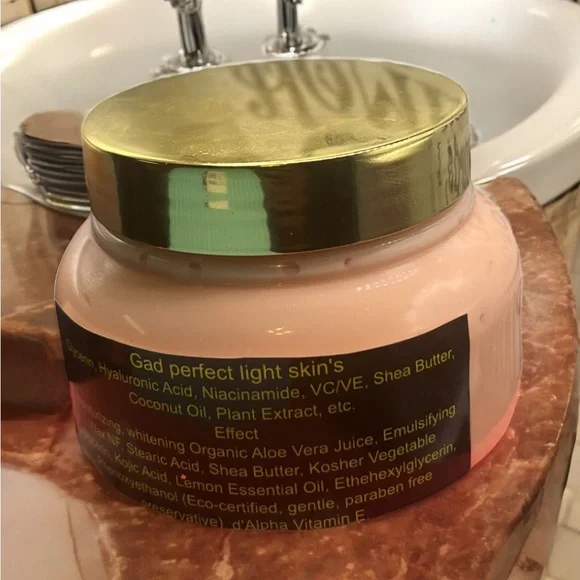 Gad perfect light skin's
Glycerin, Hyaluronic Acid, Niacinamide, VC/VE, Shea Butter,
Coconut Oil, Plant Extract, etc.
Effect
whitening Organic Aloe Vera Juice, Emulsifying
NF, Stearic Acid, Shea Butter, Kosher Vegetable
Kojic Acid, Lemon Essential Oil, Ethehexylglycerin,
(Eco-certified, gentle, paraben free
d'Alpha Vitamin E